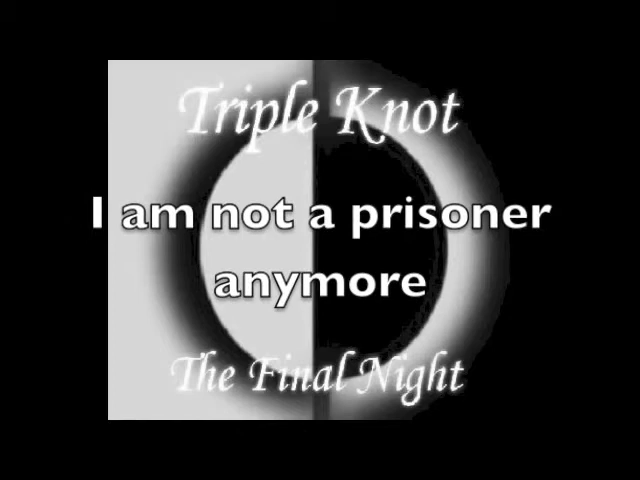 Triple Knot
I am not a prisoner
anymore
The Final Night